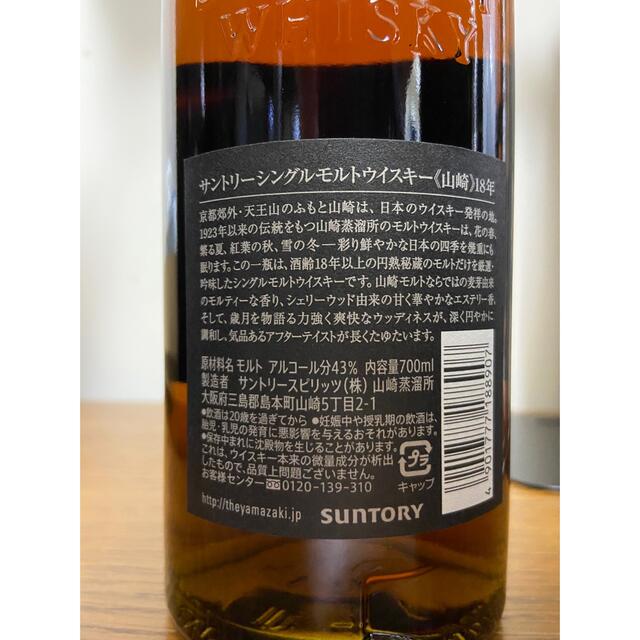 WHISKY
サントリーシングルモルトウイスキー《山崎》18年
京都郊外・天王山のふもと山崎は、日本のウイスキー発祥の地。
1923年以来の伝統をもつ山崎蒸溜所のモルトウイスキーは、花の春、
繁る夏、紅葉の秋、雪の冬―彩り鮮やかな日本の四季を幾重にも
眠ります。この一瓶は、酒齢18年以上の円熟秘蔵のモルトだけを厳選・
吟味したシングルモルトウイスキーです。山崎モルトならではの麦芽由来
のモルティーな香り、シェリーウッド由来の甘く華やかなエステリー香。
そして、歳月を物語る力強く爽快なウッディネスが、深く円やかに
調和し、気品あるアフターテイストが長くたゆたいます。
原材料名 モルト アルコール分43% 内容量700ml
製造者 サントリースピリッツ(株) 山崎蒸溜所
大阪府三島郡島本町山崎5丁目2-1
●飲酒は20歳を過ぎてから ●妊娠中や授乳期の飲酒は、
胎児・乳児の発育に悪影響を与えるおそれがあります。
●保存中まれに沈殿物を生じることがあります。
これは、ウイスキー本来の微量成分が析出
したもので、品質上問題ございません。
お客様センター 0120-139-310
プラ
キャップ
http://theyamazaki.jp
SUNTORY
4 901777 188907